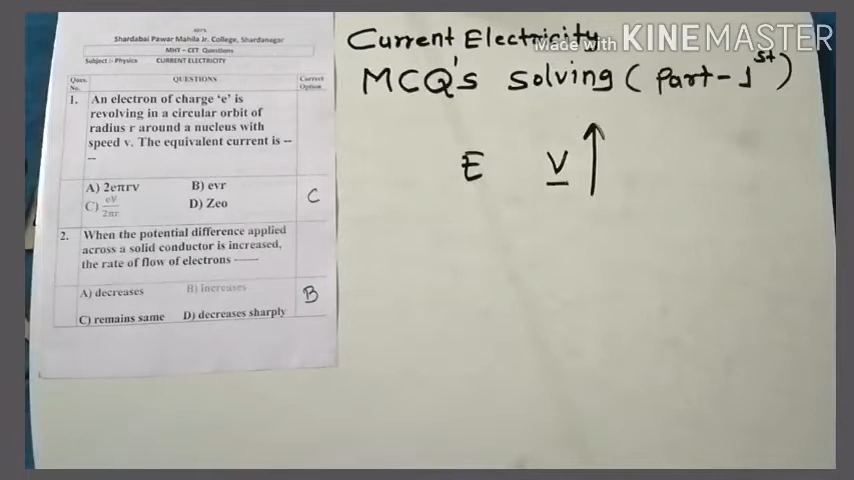 Shardabai Pawar Mahila Jr. College, Shardanagar
MHT – CET Questions
Subject :- Physics CURRENT ELECTRICITY
Ques. No. QUESTIONS Correct Option
1. An electron of charge ‘e’ is
revolving in a circular orbit of
radius r around a nucleus with
speed v. The equivalent current is --
--
A) 2eπrv B) evr
C) eV/2πr D) Zeo
C
2. When the potential difference applied
across a solid conductor is increased,
the rate of flow of electrons -----
A) decreases B) increases
C) remains same D) decreases sharply
B
Current Electricity
MCQ's solving ( Part-1st )
E V ↑
Made with KINEMASTER